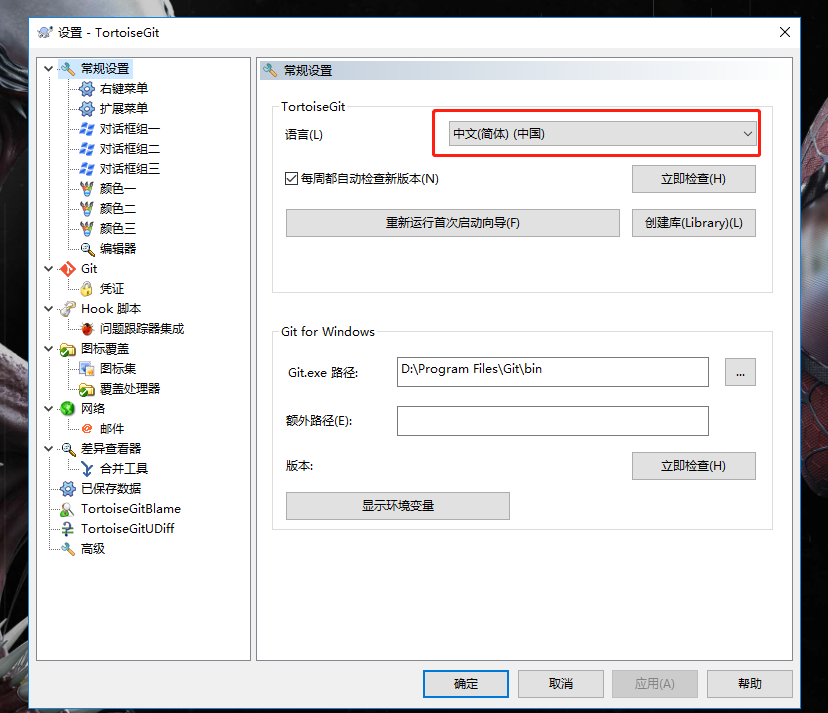 设置 - TortoiseGit
常规设置
右键菜单
扩展菜单
对话框组一
对话框组二
对话框组三
颜色一
颜色二
颜色三
编辑器
Git
凭证
Hook 脚本
问题跟踪器集成
图标覆盖
图标集
覆盖处理器
网络
邮件
差异查看器
合并工具
已保存数据
TortoiseGitBlame
TortoiseGitUDiff
高级
常规设置
TortoiseGit
语言(L)
中文(简体) (中国)
每周都自动检查新版本(N)
立即检查(H)
重新运行首次启动向导(F)
创建库(Library)(L)
Git for Windows
Git.exe 路径:
D:\Program Files\Git\bin
...
额外路径(E):
版本:
立即检查(H)
显示环境变量
确定
取消
应用(A)
帮助